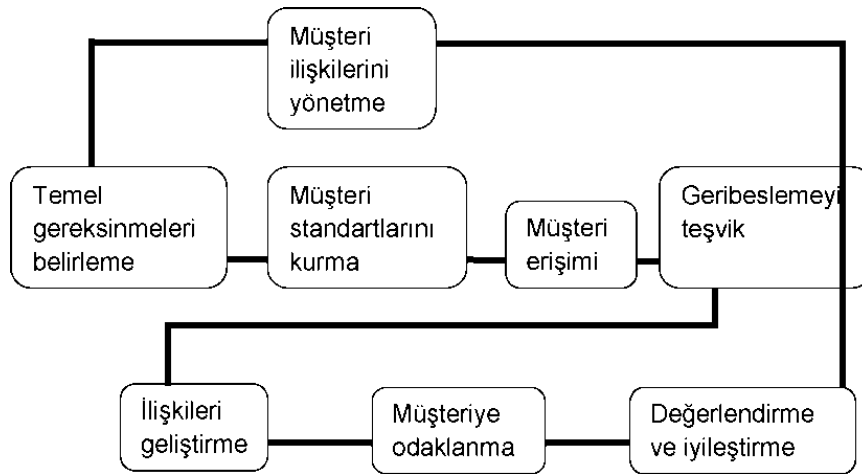 Müşteri
ilişkilerini
yönetme
Temel
gereksinmeleri
belirleme
Müşteri
standartlarını
kurma
Müşteri
erişimi
Geribeslemeyi
teşvik
İlişkileri
geliştirme
Müşteriye
odaklanma
Değerlendirme
ve iyileştirme